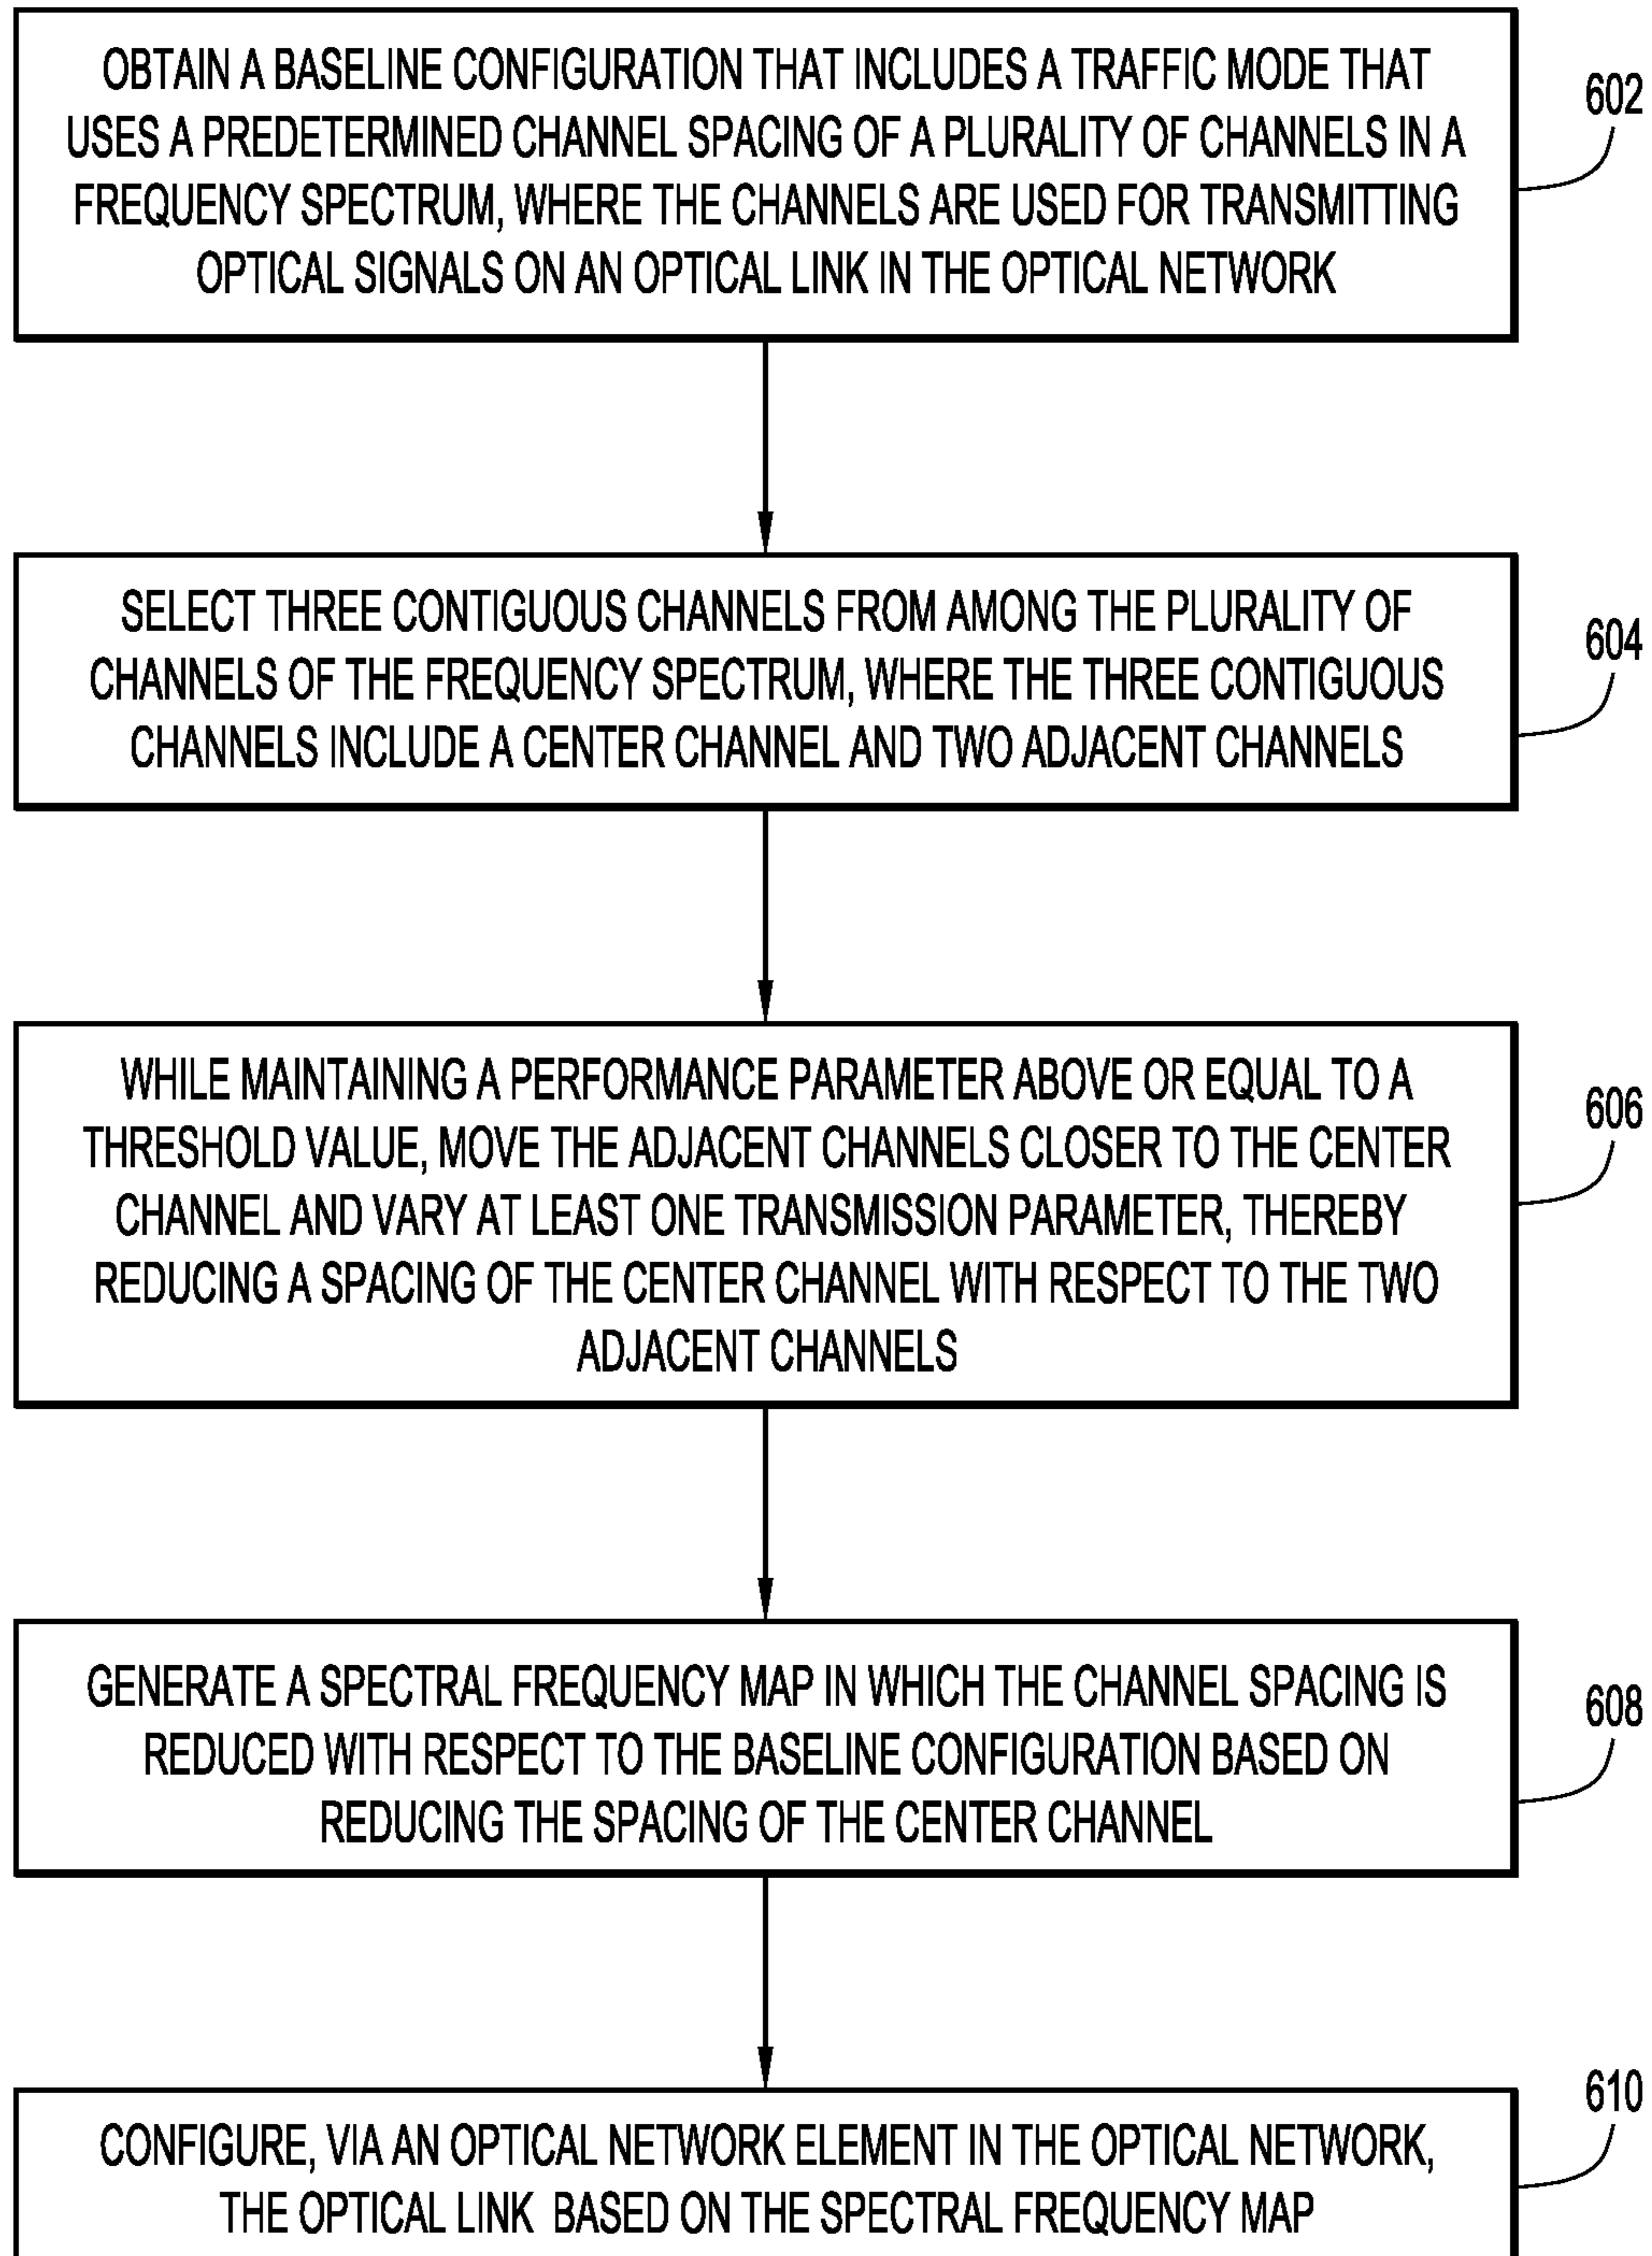 OBTAIN A BASELINE CONFIGURATION THAT INCLUDES A TRAFFIC MODE THAT
USES A PREDETERMINED CHANNEL SPACING OF A PLURALITY OF CHANNELS IN A
FREQUENCY SPECTRUM, WHERE THE CHANNELS ARE USED FOR TRANSMITTING
OPTICAL SIGNALS ON AN OPTICAL LINK IN THE OPTICAL NETWORK
602
SELECT THREE CONTIGUOUS CHANNELS FROM AMONG THE PLURALITY OF
CHANNELS OF THE FREQUENCY SPECTRUM, WHERE THE THREE CONTIGUOUS
CHANNELS INCLUDE A CENTER CHANNEL AND TWO ADJACENT CHANNELS
604
WHILE MAINTAINING A PERFORMANCE PARAMETER ABOVE OR EQUAL TO A
THRESHOLD VALUE, MOVE THE ADJACENT CHANNELS CLOSER TO THE CENTER
CHANNEL AND VARY AT LEAST ONE TRANSMISSION PARAMETER, THEREBY
REDUCING A SPACING OF THE CENTER CHANNEL WITH RESPECT TO THE TWO
ADJACENT CHANNELS
606
GENERATE A SPECTRAL FREQUENCY MAP IN WHICH THE CHANNEL SPACING IS
REDUCED WITH RESPECT TO THE BASELINE CONFIGURATION BASED ON
REDUCING THE SPACING OF THE CENTER CHANNEL
608
CONFIGURE, VIA AN OPTICAL NETWORK ELEMENT IN THE OPTICAL NETWORK,
THE OPTICAL LINK BASED ON THE SPECTRAL FREQUENCY MAP
610